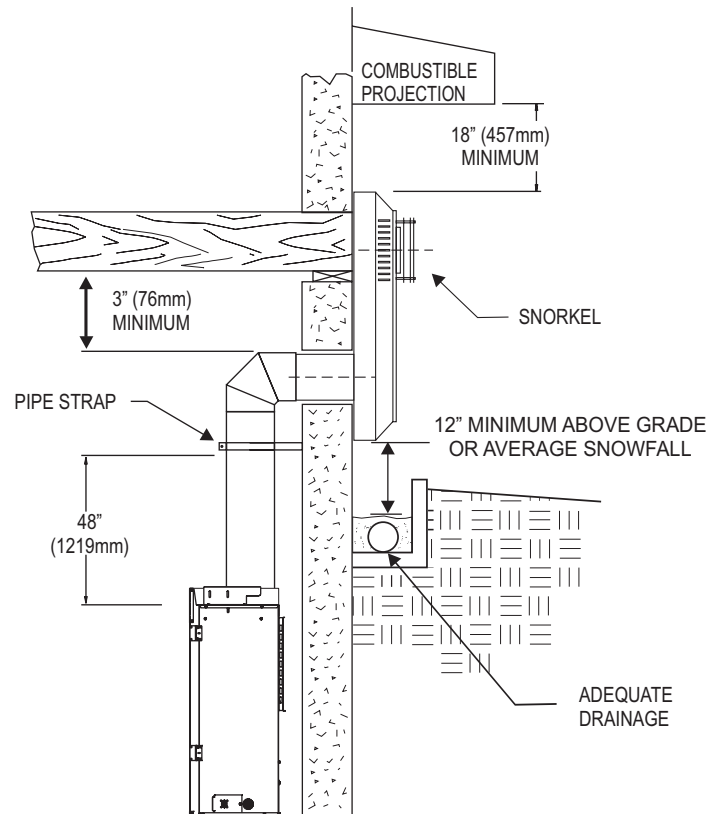 COMBUSTIBLE
PROJECTION
18” (457mm)
MINIMUM
3” (76mm)
MINIMUM
SNORKEL
PIPE STRAP
12” MINIMUM ABOVE GRADE
OR AVERAGE SNOWFALL
48”
(1219mm)
ADEQUATE
DRAINAGE